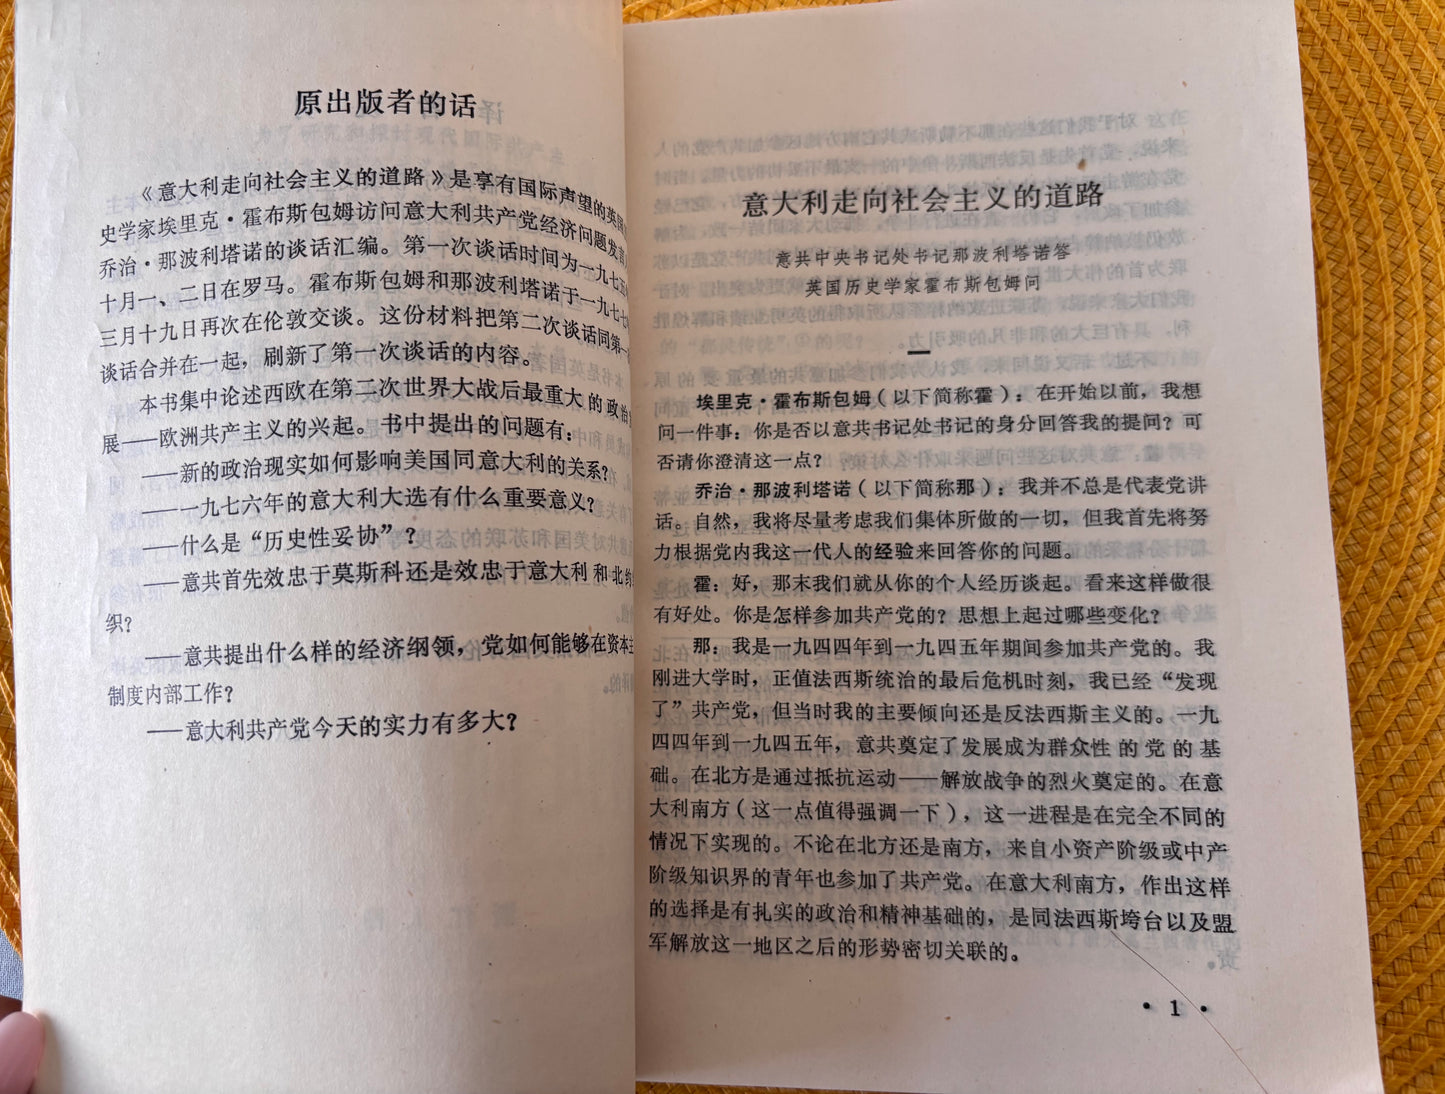 原出版者的话
《意大利走向社会主义的道路》是享有国际声望的英国
史学家埃里克·霍布斯包姆访问意大利共产党经济问题发言
乔治·那波利塔诺的谈话汇编。第一次谈话时间为一九七五
十月一、二日在罗马。霍布斯包姆和那波利塔诺于一九七七
三月十九日再次在伦敦交谈。这份材料把第二次谈话同第一
谈话合并在一起，刷新了第一次谈话的内容。
本书集中论述西欧在第二次世界大战后最重大的政治
展——欧洲共产主义的兴起。书中提出的问题有：
——新的政治现实如何影响美国同意大利的关系？
——一九七六年的意大利大选有什么重要意义？
——什么是“历史性妥协”？
——意共首先效忠于莫斯科还是效忠于意大利和北约
织？
——意共提出什么样的经济纲领，党如何能够在资本主
制度内部工作？
——意大利共产党今天的实力有多大？
意大利走向社会主义的道路
意共中央书记处书记那波利塔诺答
英国历史学家霍布斯包姆问
一
埃里克·霍布斯包姆（以下简称霍）：在开始以前，我想
问一件事：你是否以意共书记处书记的身分回答我的提问？可
否请你澄清这一点？
乔治·那波利塔诺（以下简称那）：我并不总是代表党讲
话。自然，我将尽量考虑我们集体所做的一切，但我首先将努
力根据党内我这一代人的经验来回答你的问题。
霍：好，那末我们就从你的个人经历谈起。看来这样做很
有好处。你是怎样参加共产党的？思想上起过哪些变化？
那：我是一九四四年到一九四五年期间参加共产党的。我
刚进大学时，正值法西斯统治的最后危机时刻，我已经“发现
了”共产党，但当时我的主要倾向还是反法西斯主义的。一九
四四年到一九四五年，意共奠定了发展成为群众性的党的基
础。在北方是通过抵抗运动——解放战争的烈火奠定的。在意
大利南方（这一点值得强调一下），这一进程是在完全不同的
情况下实现的。不论在北方还是南方，来自小资产阶级或中产
阶级知识界的青年也参加了共产党。在意大利南方，作出这样
的选择是有扎实的政治和精神基础的，是同法西斯垮台以及盟
军解放这一地区之后的形势密切关联的。
· 1 ·